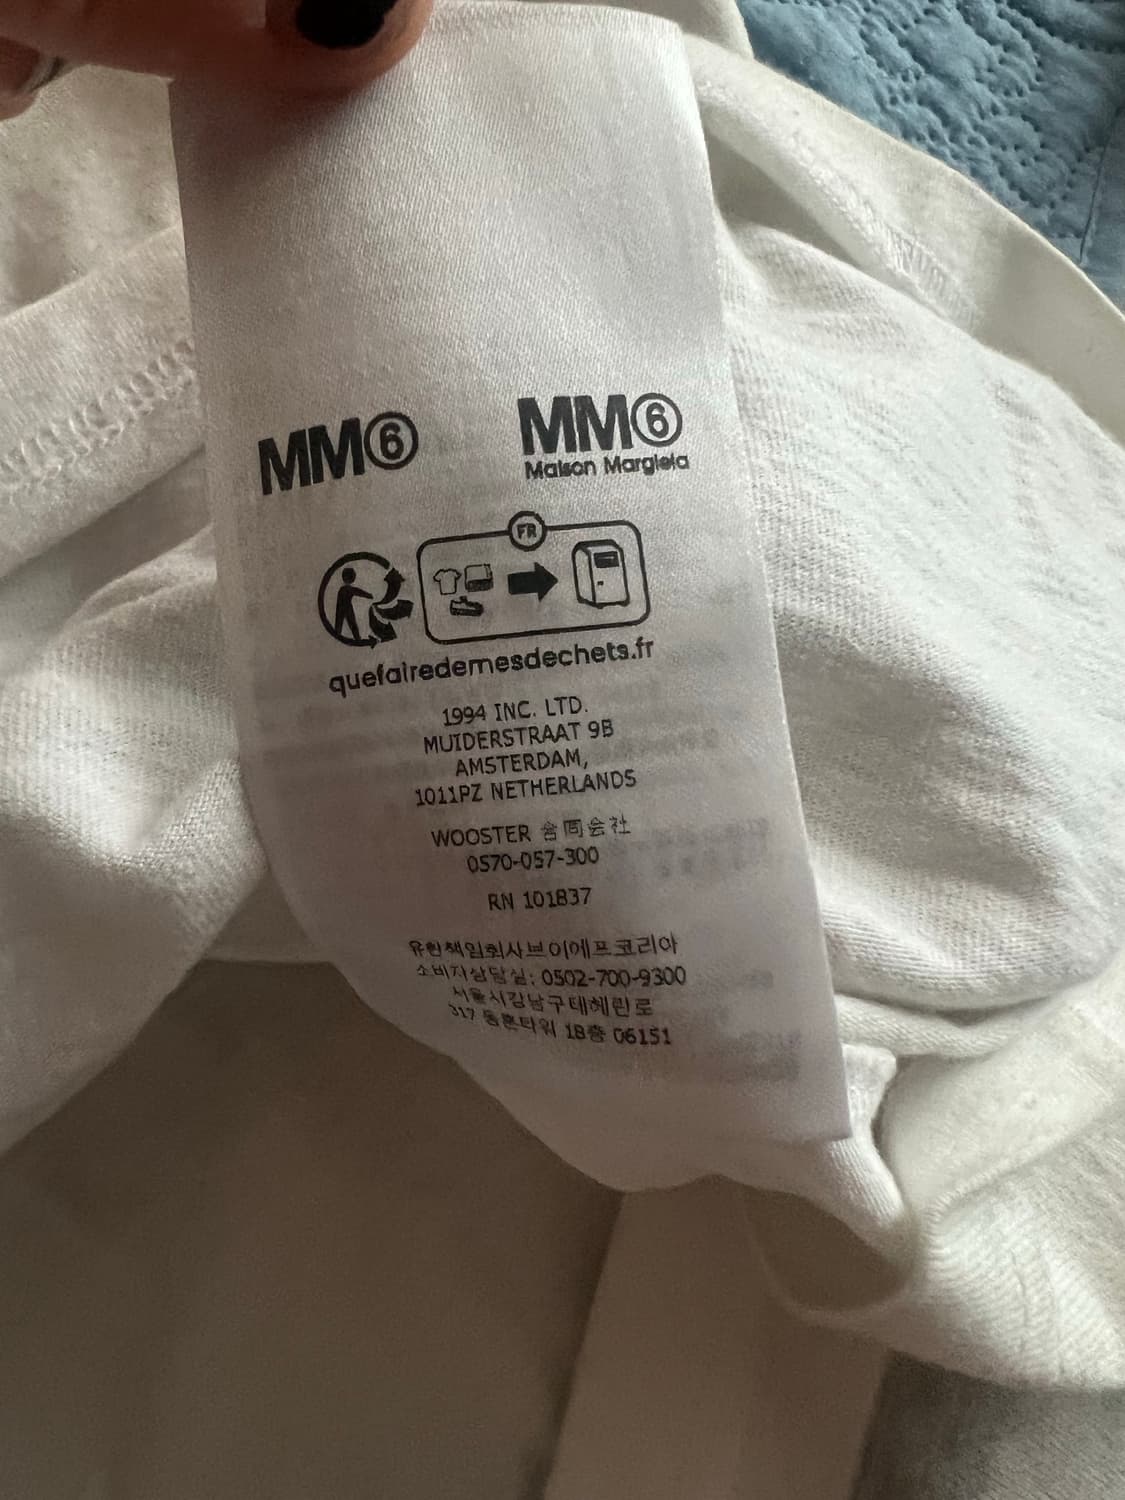 MM⑥
MM⑥
Maison Margiela
FR
quefairedemesdechets.fr
1994 INC. LTD.
MUIDERSTRAAT 9B
AMSTERDAM,
1011PZ NETHERLANDS
WOOSTER 合同会社
0570-057-300
RN 101837
유한책임회사브이에프코리아
소비자상담실: 0502-700-9300
서울시강남구테헤란로
317 동훈타워 18층 06151